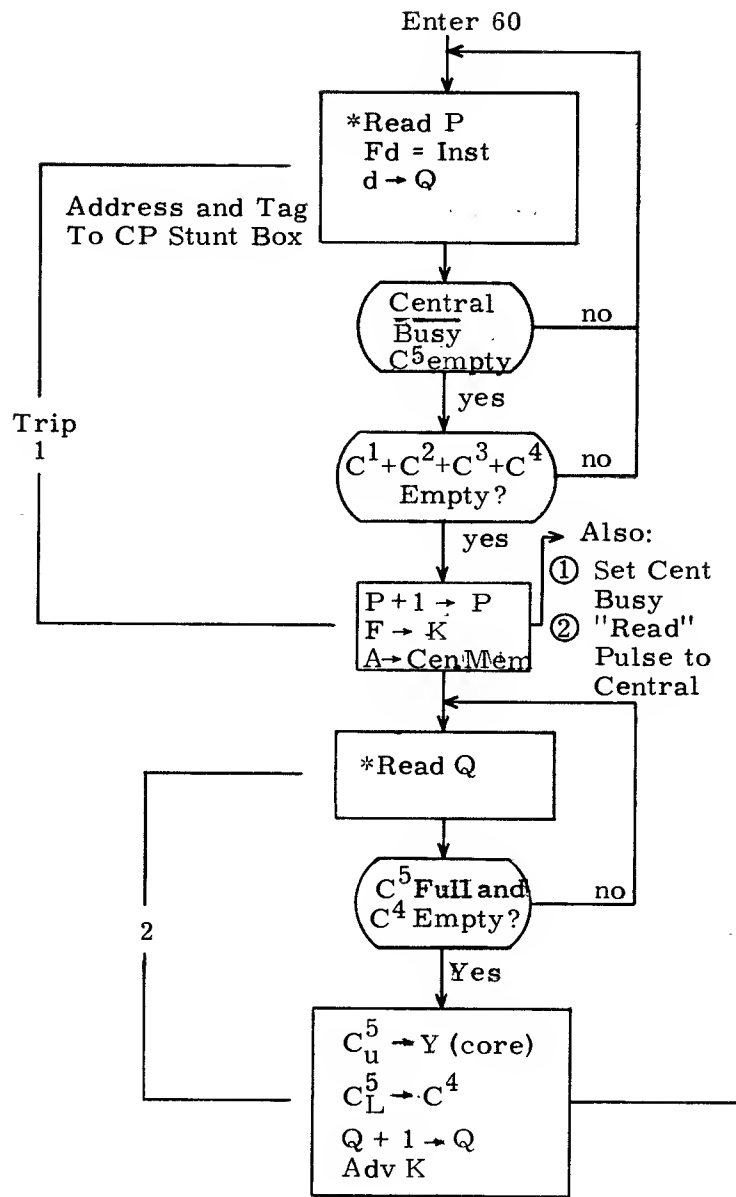 Enter 60
*Read P
Fd = Inst
d → Q
Address and Tag
To CP Stunt Box
Central
Busy
C⁵ empty
no
yes
Trip
1
C¹+C²+C³+C⁴
Empty?
no
yes
Also:
① Set Cent
Busy
② "Read"
Pulse to
Central
P+1 → P
F → K
A → Cen Mem
*Read Q
C⁵ Full and
C⁴ Empty?
no
2
Yes
C⁵u → Y (core)
C⁵L → C⁴
Q + 1 → Q
Adv K